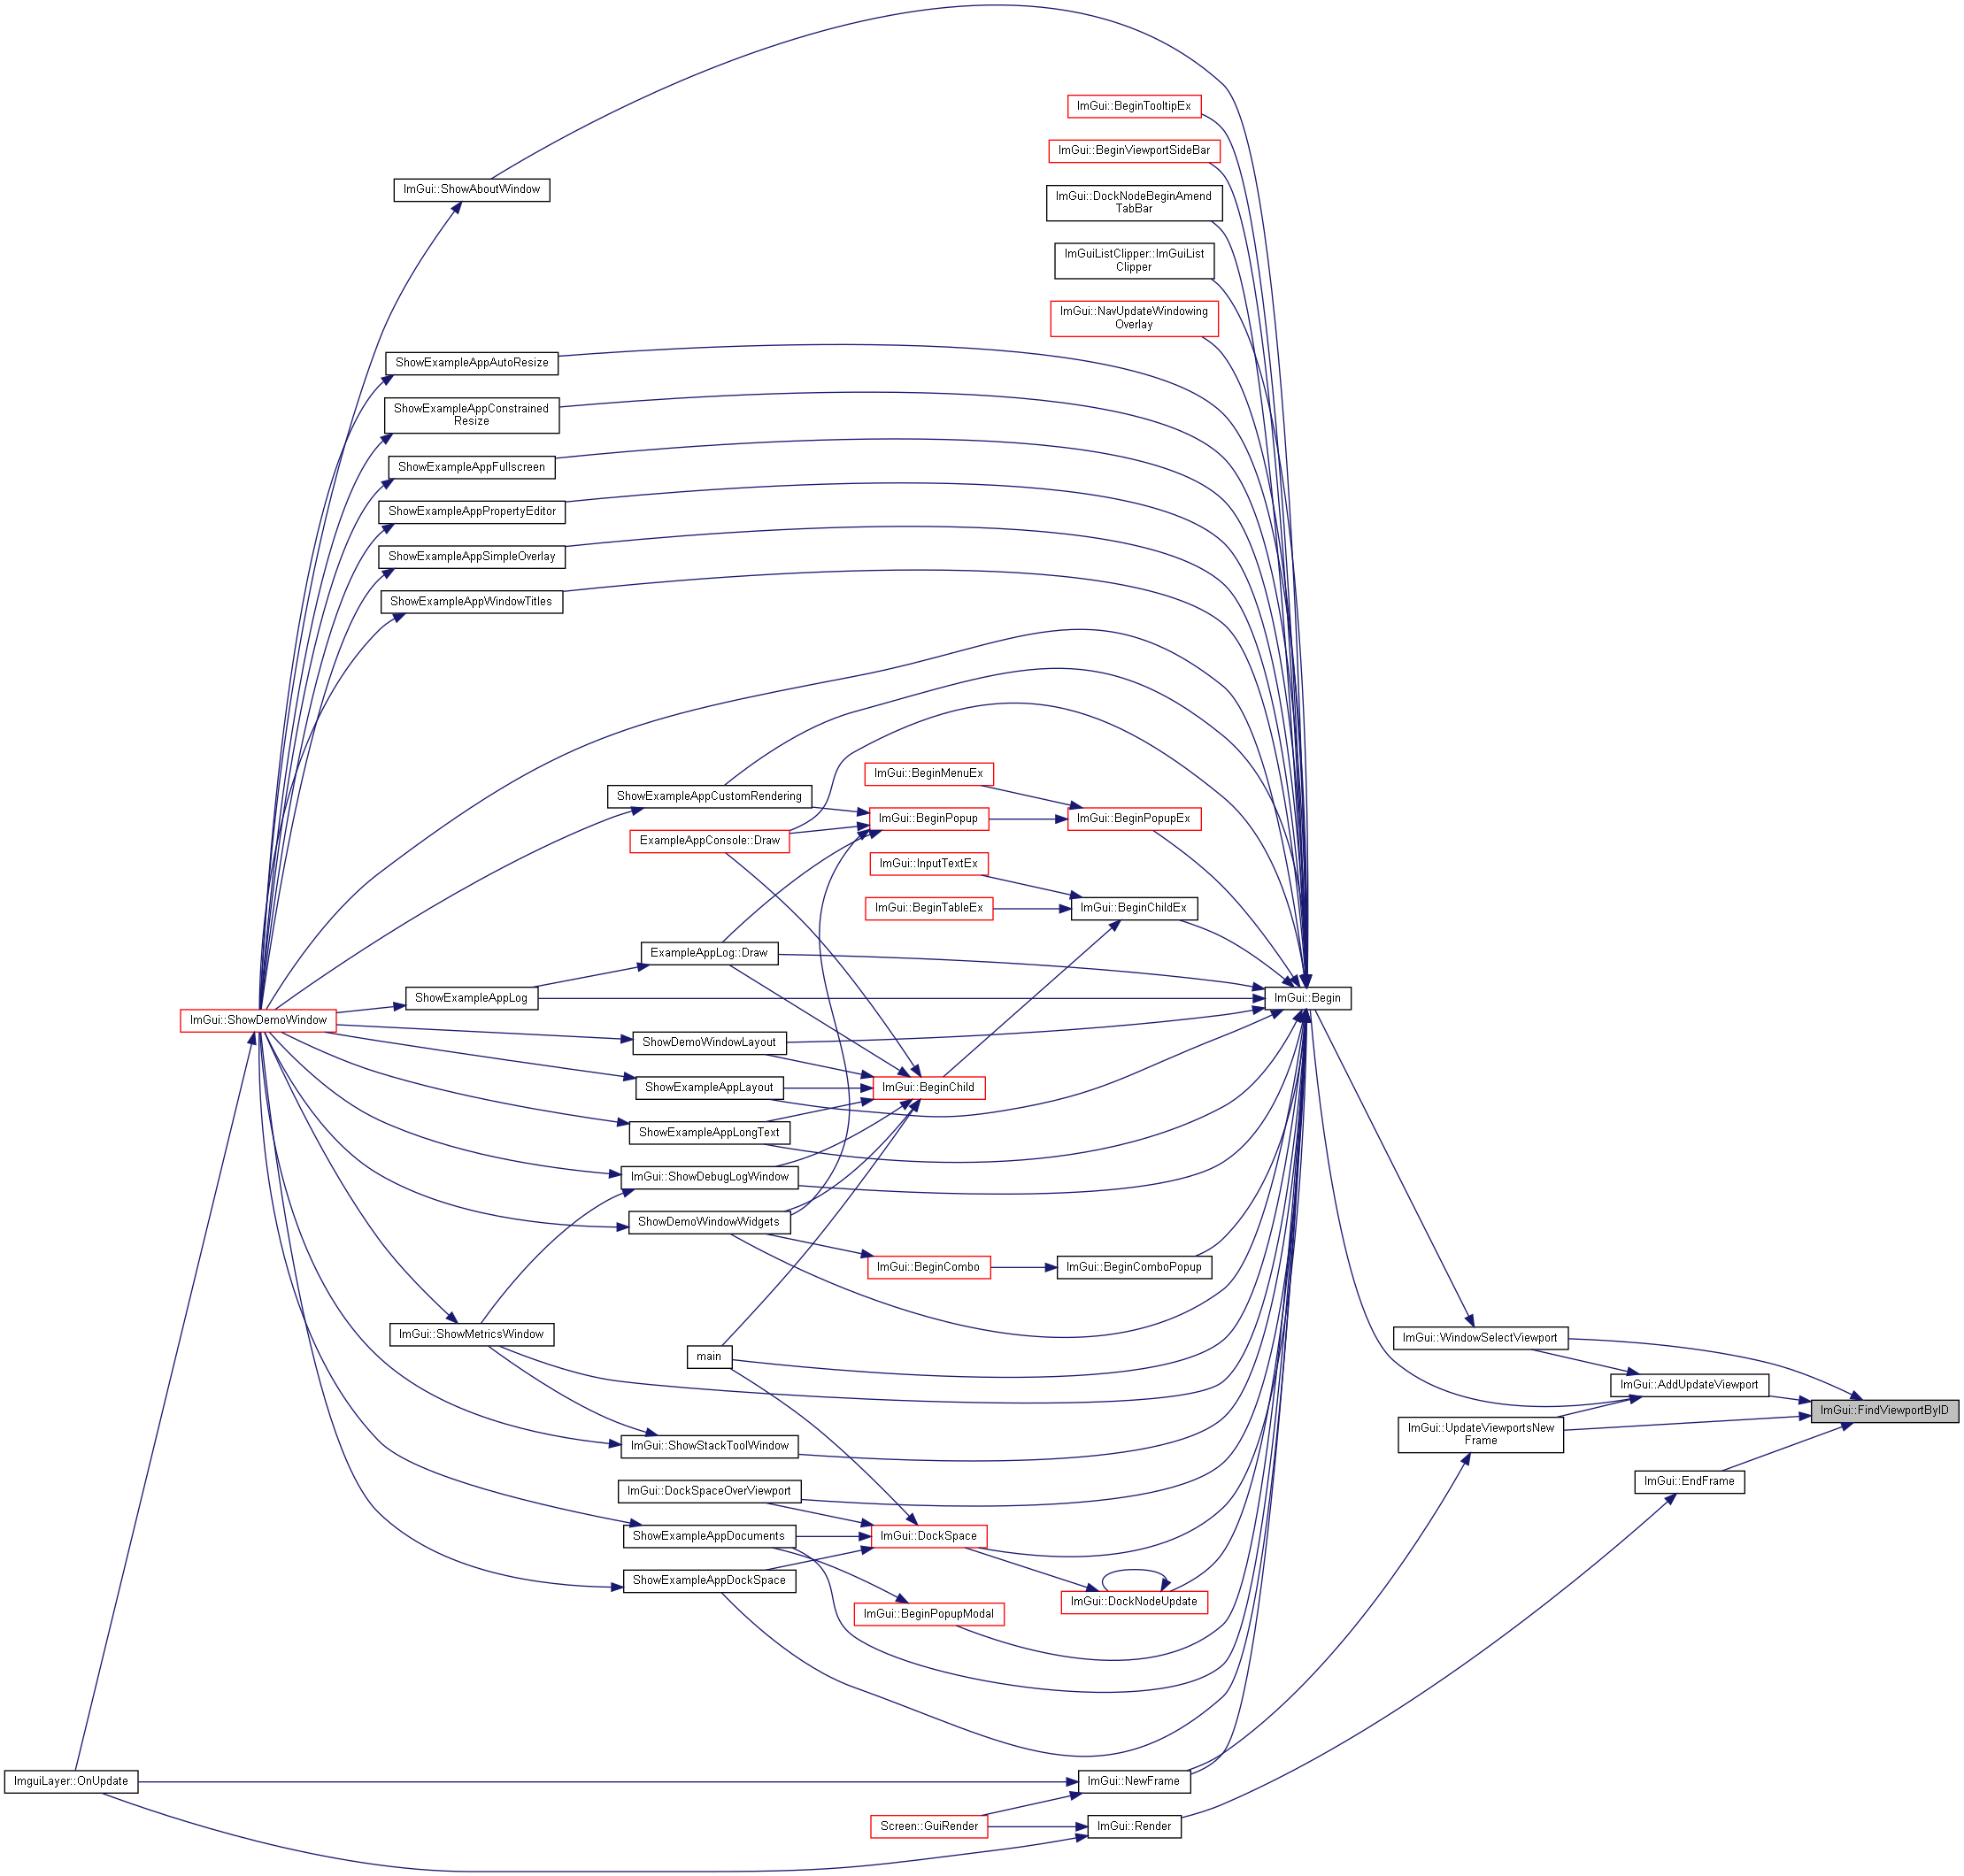 ImGui::BeginTooltipEx
ImGui::BeginViewportSideBar
ImGui::ShowAboutWindow
ImGui::DockNodeBeginAmend
TabBar
ImGuiListClipper::ImGuiList
Clipper
ImGui::NavUpdateWindowing
Overlay
ShowExampleAppAutoResize
ShowExampleAppConstrained
Resize
ShowExampleAppFullscreen
ShowExampleAppPropertyEditor
ShowExampleAppSimpleOverlay
ShowExampleAppWindowTitles
ImGui::BeginMenuEx
ShowExampleAppCustomRendering
ImGui::BeginPopup
ImGui::BeginPopupEx
ExampleAppConsole::Draw
ImGui::InputTextEx
ImGui::BeginTableEx
ImGui::BeginChildEx
ExampleAppLog::Draw
ShowExampleAppLog
ImGui::Begin
ImGui::ShowDemoWindow
ShowDemoWindowLayout
ShowExampleAppLayout
ImGui::BeginChild
ShowExampleAppLongText
ImGui::ShowDebugLogWindow
ShowDemoWindowWidgets
ImGui::BeginCombo
ImGui::BeginComboPopup
ImGui::ShowMetricsWindow
ImGui::WindowSelectViewport
main
ImGui::AddUpdateViewport
ImGui::FindViewportByID
ImGui::UpdateViewportsNew
Frame
ImGui::ShowStackToolWindow
ImGui::EndFrame
ImGui::DockSpaceOverViewport
ShowExampleAppDocuments
ImGui::DockSpace
ShowExampleAppDockSpace
ImGui::DockNodeUpdate
ImGui::BeginPopupModal
ImguiLayer::OnUpdate
ImGui::NewFrame
Screen::GuiRender
ImGui::Render